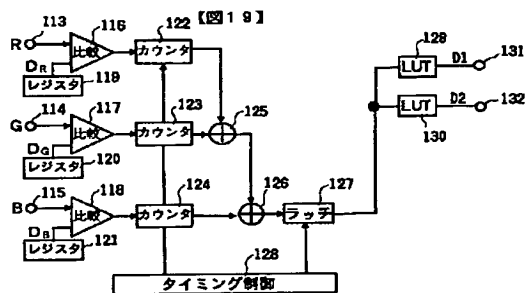 【図19】
113
116
122
R
比較
カウンタ
DR
レジスタ
119
114
117
123
G
比較
カウンタ
125
DG
レジスタ
120
115
118
124
B
比較
カウンタ
126
127
ラッチ
DB
レジスタ
121
タイミング制御
128
128
LUT
D1
131
LUT
D2
132
130